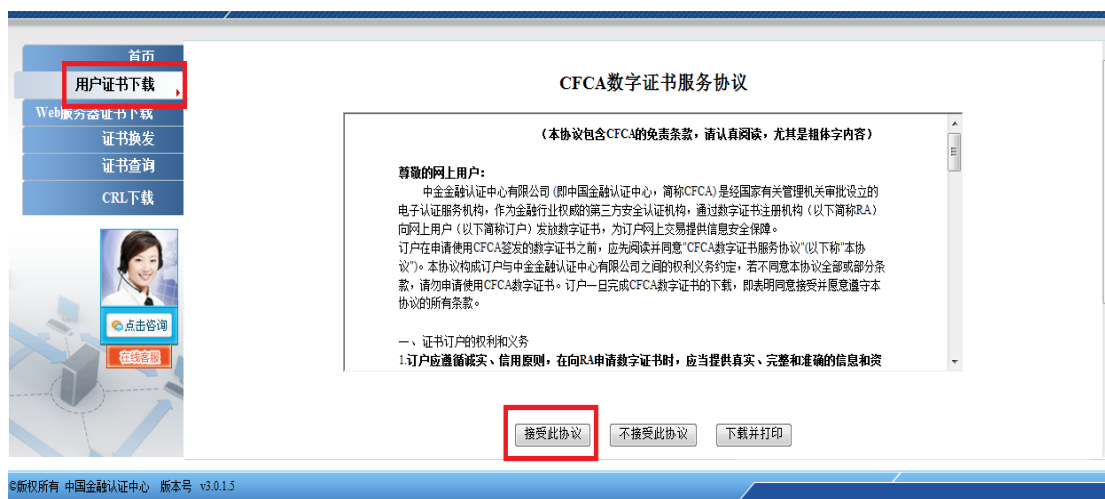 首页
用户证书下载
Web服务器证书下载
证书换发
证书查询
CRL下载
点击咨询
在线客服
CFCA数字证书服务协议
(本协议包含CFCA的免责条款，请认真阅读，尤其是粗体字内容)
尊敬的网上用户：
中金金融认证中心有限公司 (即中国金融认证中心，简称CFCA) 是经国家有关管理机关审批设立的
电子认证服务机构，作为金融行业权威的第三方安全认证机构，通过数字证书注册机构（以下简称RA）
向网上用户（以下简称订户）发放数字证书，为订户网上交易提供信息安全保障。
订户在申请使用CFCA签发的数字证书之前，应先阅读并同意"CFCA数字证书服务协议"(以下称"本协
议")。本协议构成订户与中金金融认证中心有限公司之间的权利义务约定，若不同意本协议全部或部分条
款，请勿申请使用CFCA数字证书。订户一旦完成CFCA数字证书的下载，即表明同意接受并愿意遵守本
协议的所有条款。
一、证书订户的权利和义务
1.订户应遵循诚实、信用原则，在向RA申请数字证书时，应当提供真实、完整和准确的信息和资
接受此协议
不接受此协议
下载并打印
©版权所有 中国金融认证中心 版本号 v3.0.1.5